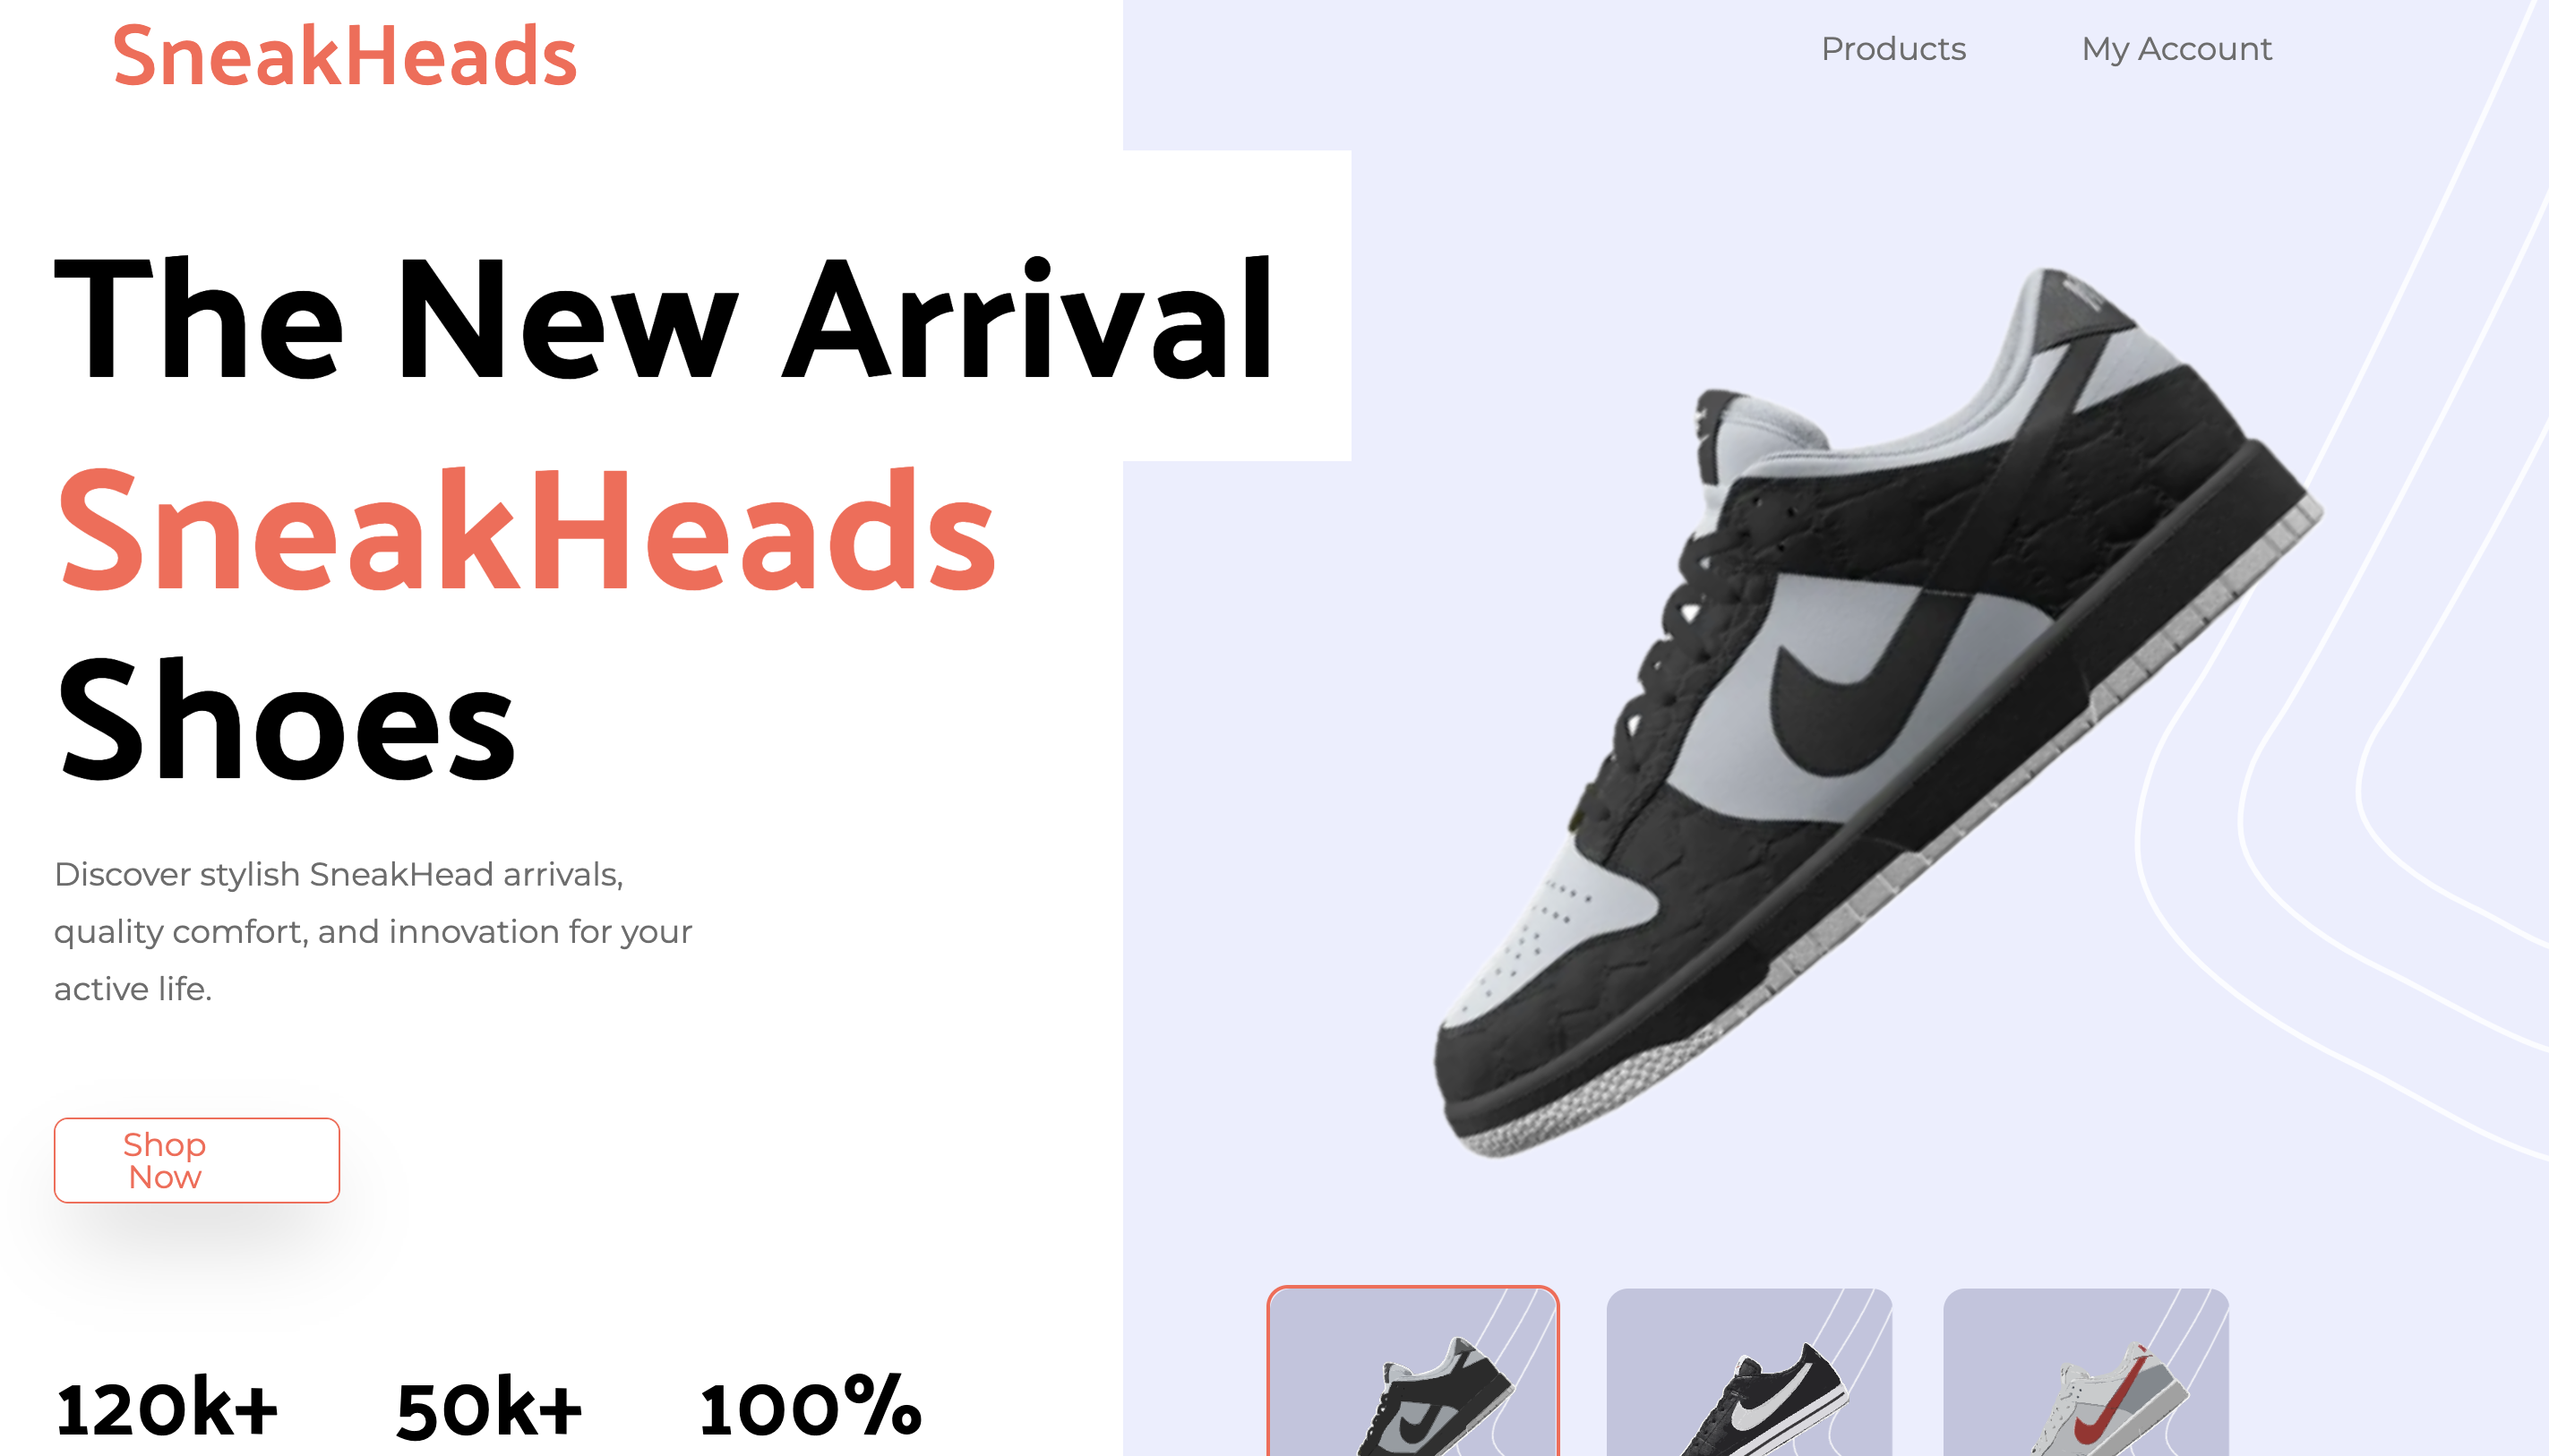 SneakHeads
Products
My Account
The New Arrival
SneakHeads
Shoes
Discover stylish SneakHead arrivals,
quality comfort, and innovation for your
active life.
Shop
Now
120k+
50k+
100%